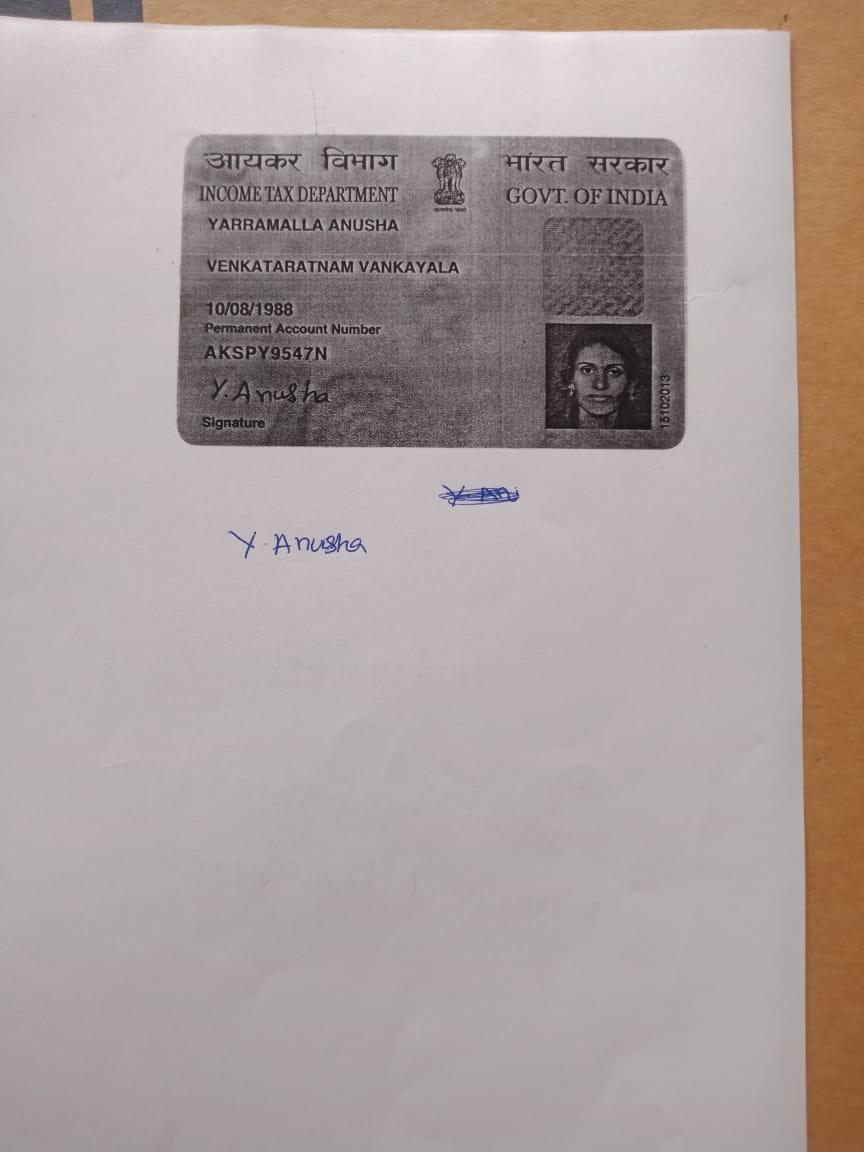 आयकर विभाग
भारत सरकार
INCOME TAX DEPARTMENT
GOVT. OF INDIA
YARRAMALLA ANUSHA
VENKATARATNAM VANKAYALA
10/08/1988
Permanent Account Number
AKSPY9547N
Y. Anusha
Signature
15102013
Y. Anusha